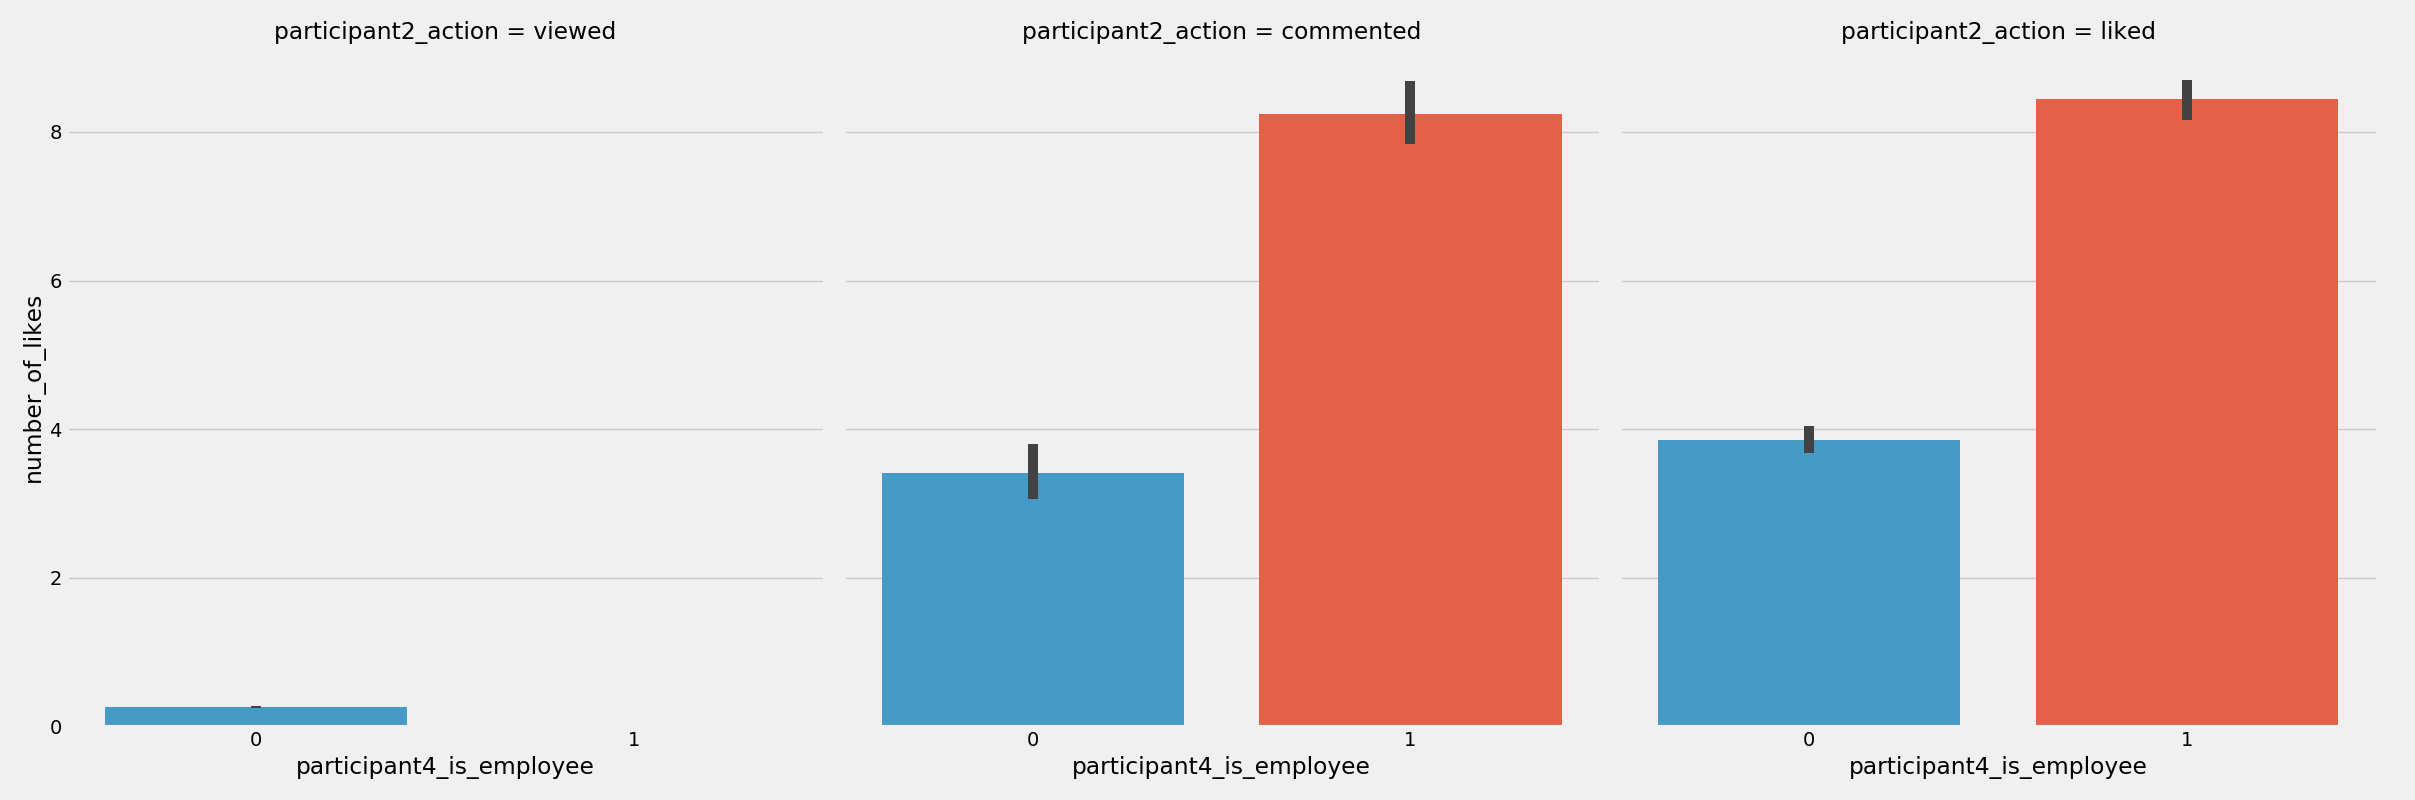 participant2_action = viewed
participant2_action = commented
participant2_action = liked
number_of_likes
8
6
4
2
0
0 1
0 1
0 1
participant4_is_employee
participant4_is_employee
participant4_is_employee